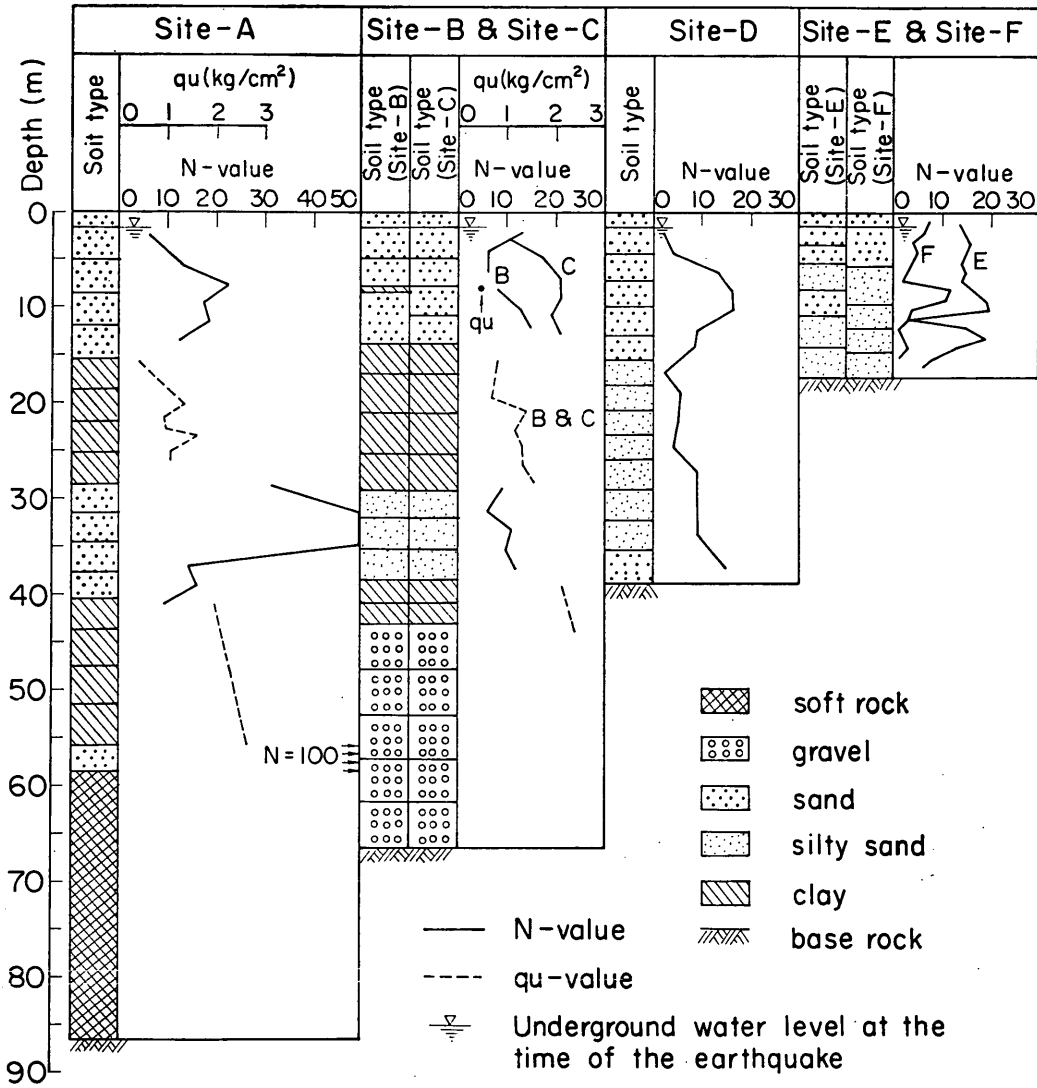 Site-A
Site-B & Site-C
Site-D
Site-E & Site-F
Depth (m)
Soil type
qu(kg/cm²)
0 1 2 3
N-value
0 10 20 30 40 50
Soil type
(Site-B)
Soil type
(Site-C)
qu(kg/cm²)
0 1 2 3
N-value
0 10 20 30
Soil type
N-value
0 10 20 30
Soil type
(Site-E)
Soil type
(Site-F)
N-value
0 10 20 30
0
10
20
30
40
50
60
70
80
90
B
C
qu
B & C
F
E
N=100
soft rock
gravel
sand
silty sand
clay
base rock
N-value
qu-value
Underground water level at the
time of the earthquake